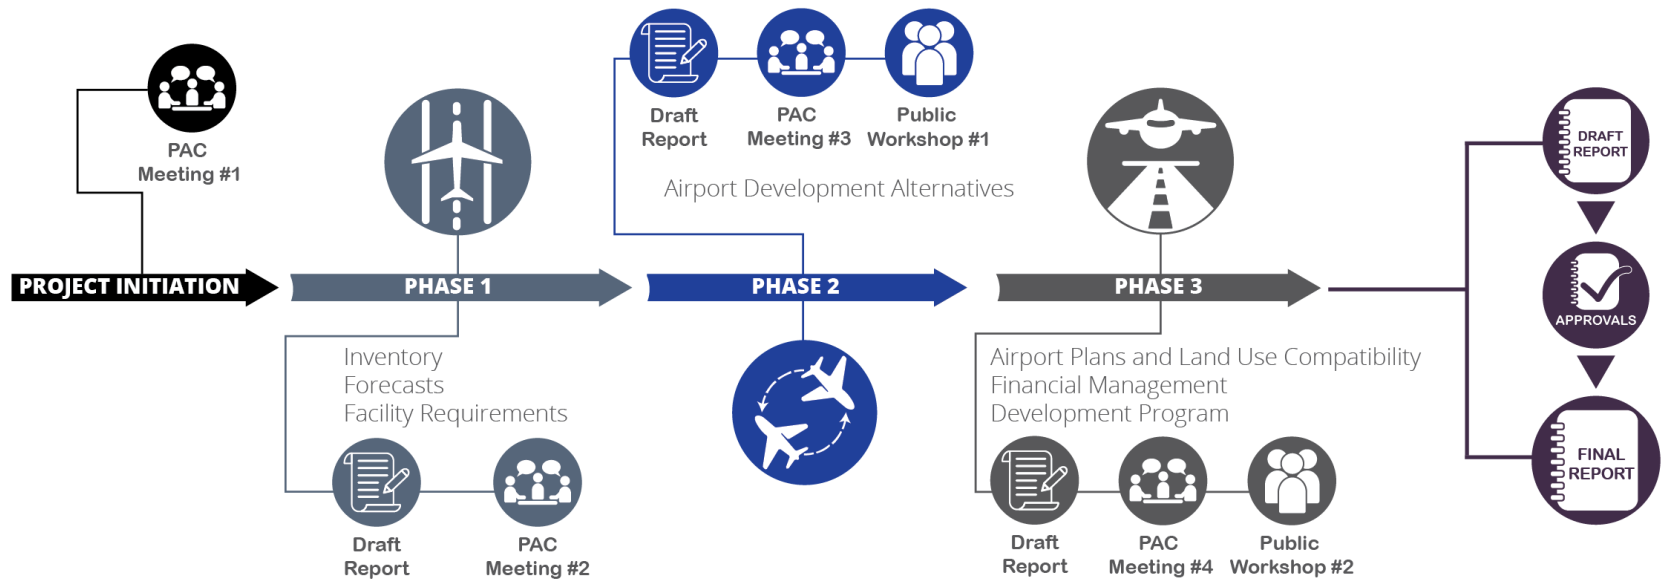 PAC
Meeting #1
PROJECT INITIATION
PHASE 1
Inventory
Forecasts
Facility Requirements
Draft
Report
PAC
Meeting #2
Draft
Report
PAC
Meeting #3
Public
Workshop #1
Airport Development Alternatives
PHASE 2
PHASE 3
Airport Plans and Land Use Compatibility
Financial Management
Development Program
Draft
Report
PAC
Meeting #4
Public
Workshop #2
DRAFT
REPORT
APPROVALS
FINAL
REPORT